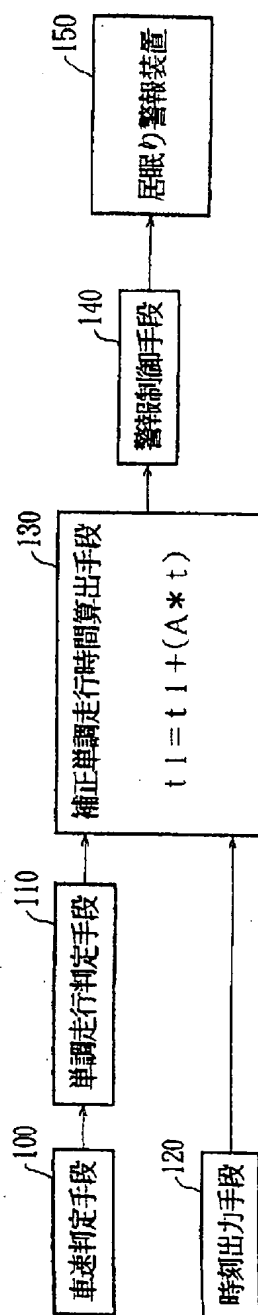 100
車速判定手段
110
単調走行判定手段
120
時刻出力手段
130
補正単調走行時間算出手段
t1=t1+(A*t)
140
警報制御手段
150
居眠り警報装置